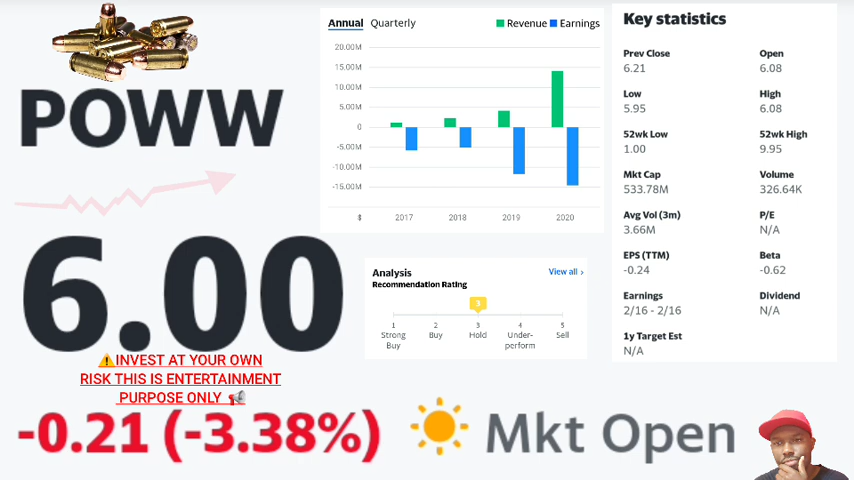 POWW
6.00
⚠️INVEST AT YOUR OWN
RISK THIS IS ENTERTAINMENT
PURPOSE ONLY 📢
-0.21 (-3.38%)
Mkt Open
Annual Quarterly
Revenue Earnings
20.00M
15.00M
10.00M
5.00M
0
-5.00M
-10.00M
-15.00M
$ 2017 2018 2019 2020
Analysis View all >
Recommendation Rating
3
1 2 3 4 5
Strong Buy Hold Under- Sell
Buy perform
Key statistics
Prev Close Open
6.21 6.08
Low High
5.95 6.08
52wk Low 52wk High
1.00 9.95
Mkt Cap Volume
533.78M 326.64K
Avg Vol (3m) P/E
3.66M N/A
EPS (TTM) Beta
-0.24 -0.62
Earnings Dividend
2/16 - 2/16 N/A
1y Target Est
N/A